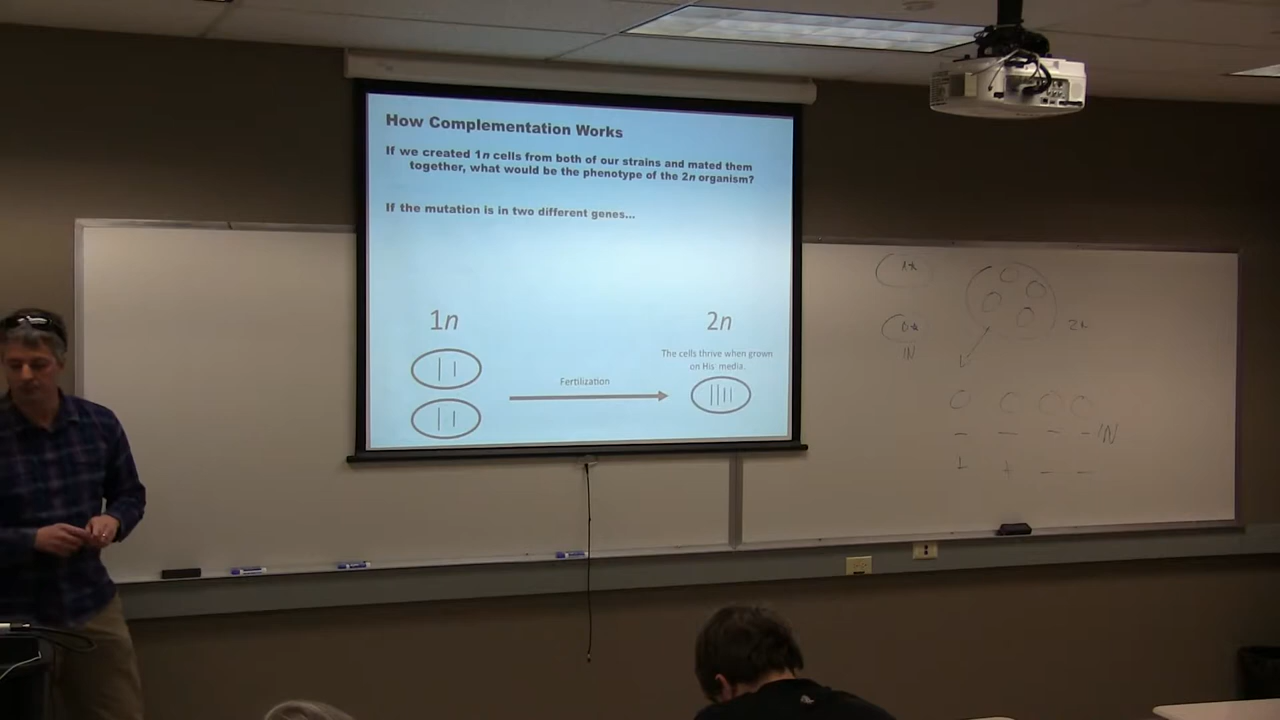 How Complementation Works
If we created 1n cells from both of our strains and mated them
together, what would be the phenotype of the 2n organism?
If the mutation is in two different genes...
1n
2n
The cells thrive when grown
on His⁻ media.
Fertilization
2n
1N
1N